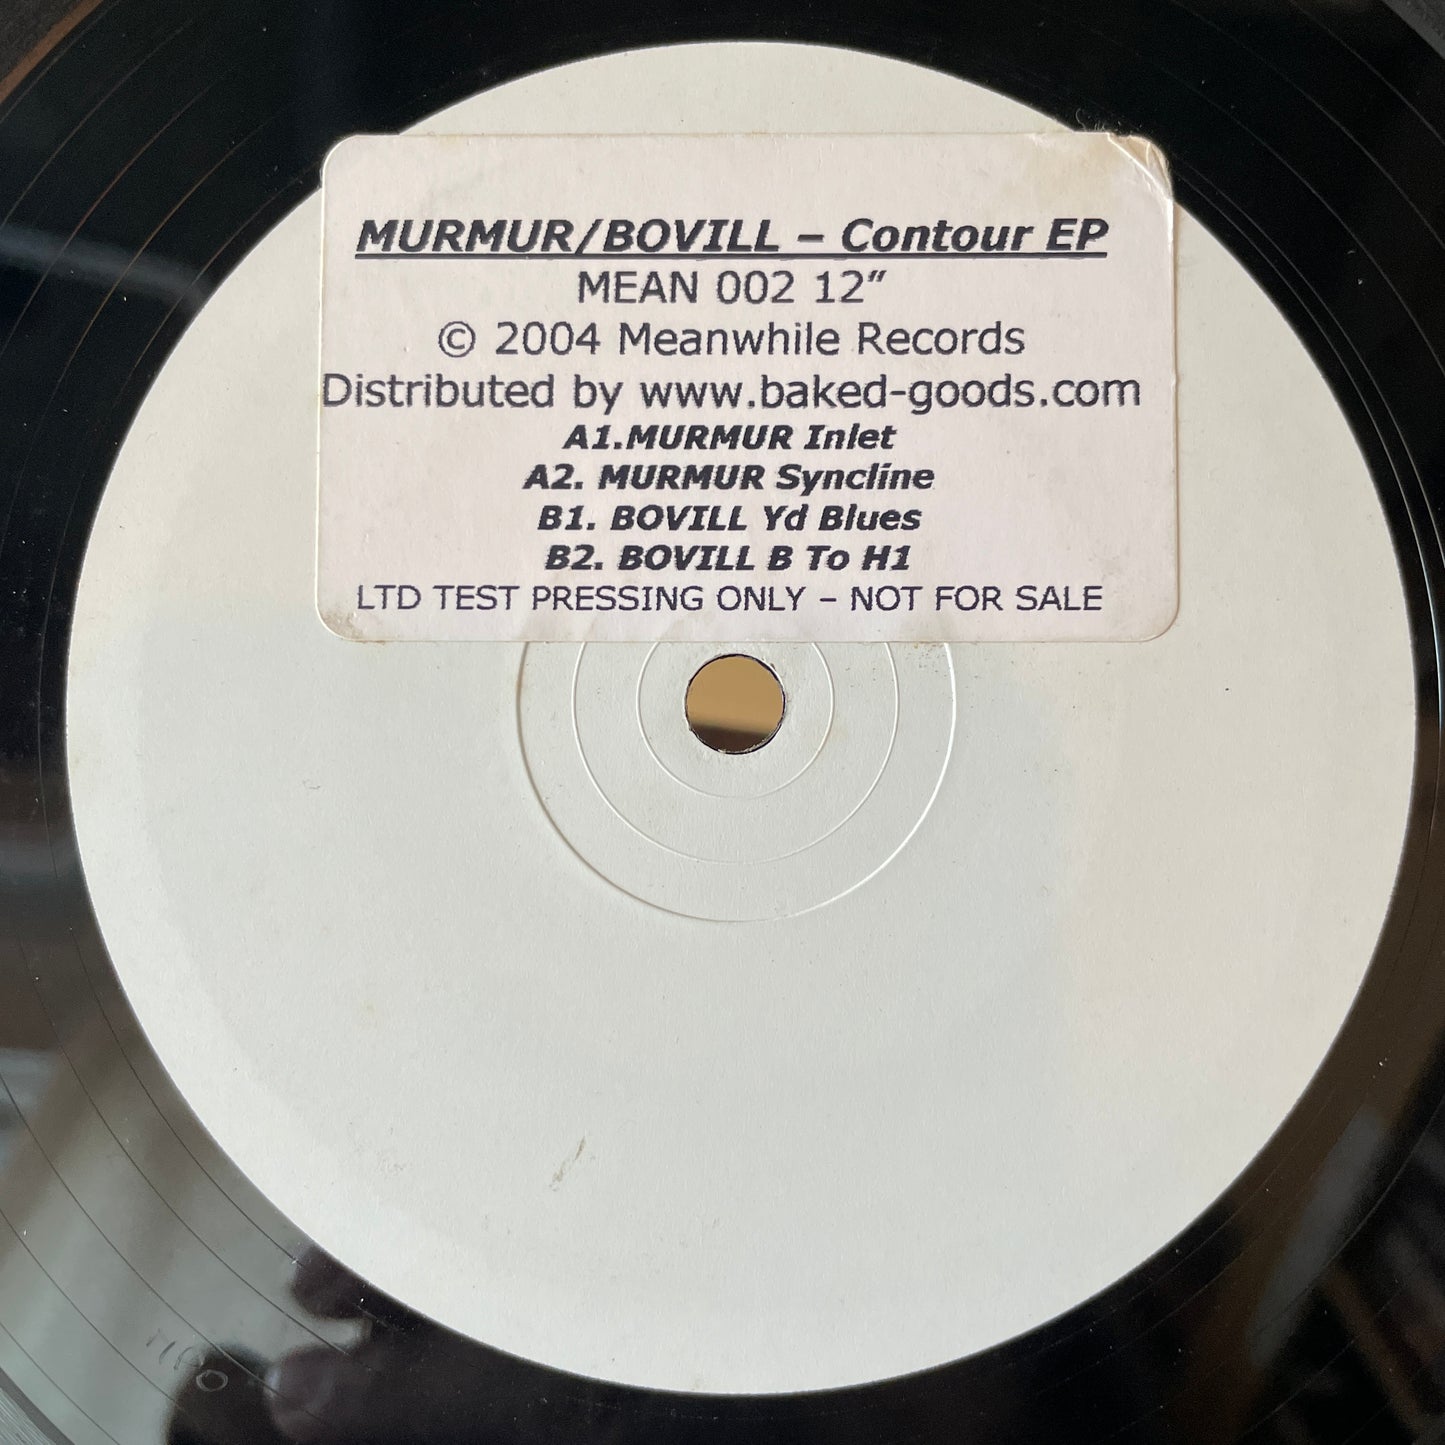 MURMUR/BOVILL – Contour EP
MEAN 002 12”
© 2004 Meanwhile Records
Distributed by www.baked-goods.com
A1.MURMUR Inlet
A2. MURMUR Syncline
B1. BOVILL Yd Blues
B2. BOVILL B To H1
LTD TEST PRESSING ONLY – NOT FOR SALE